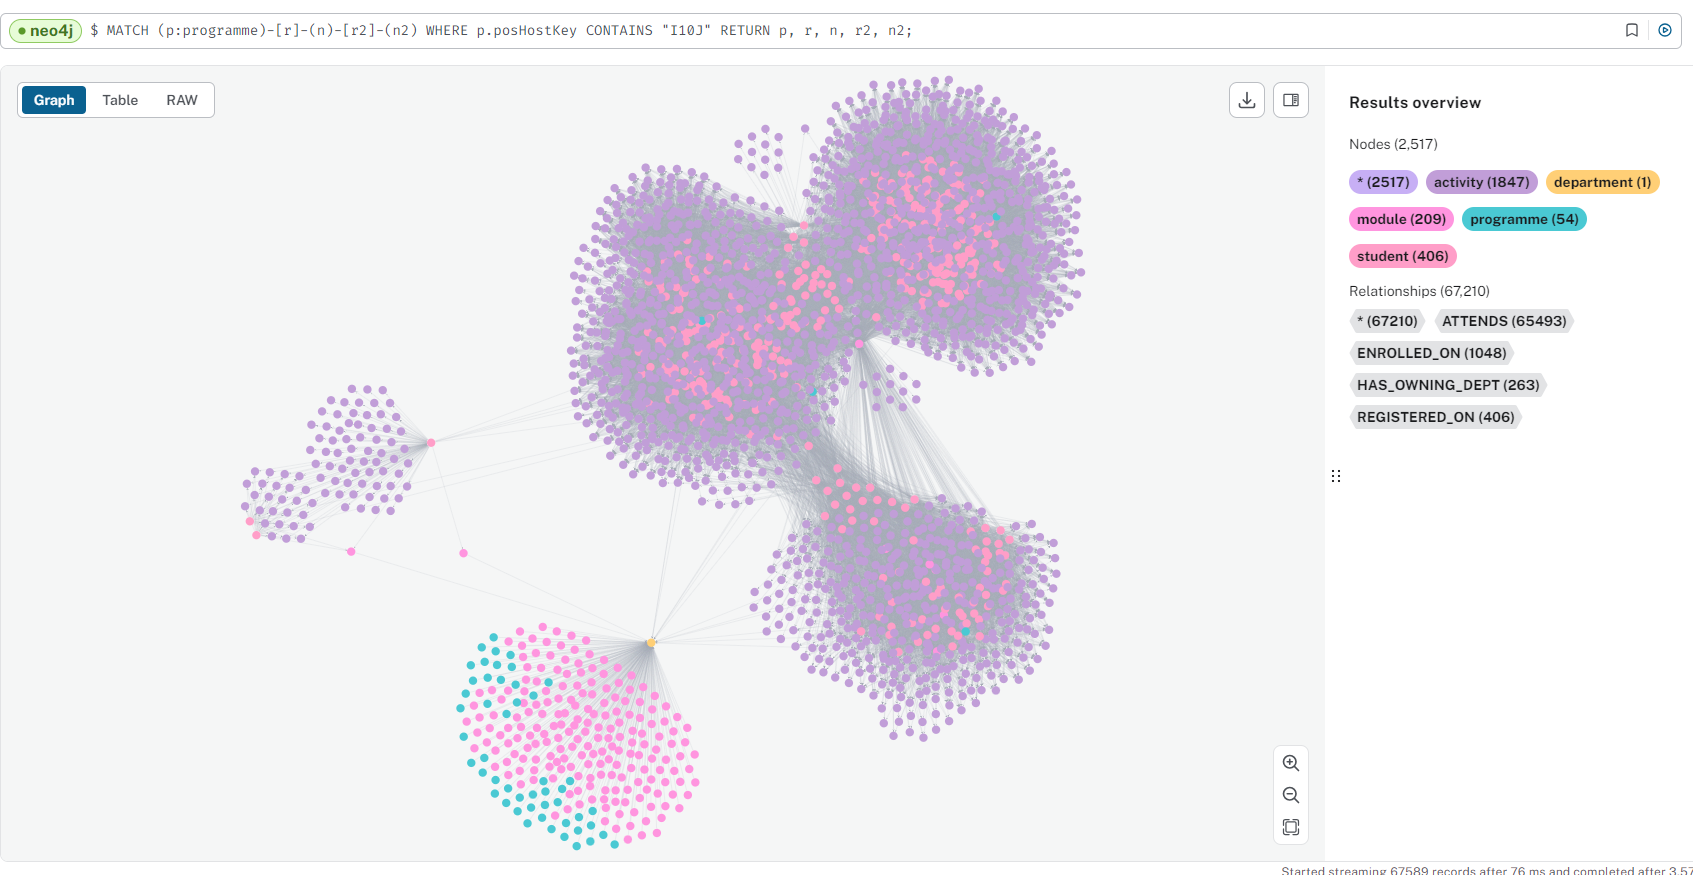 neo4j $ MATCH (p:programme)-[r]-(n)-[r2]-(n2) WHERE p.posHostKey CONTAINS "I10J" RETURN p, r, n, r2, n2;
Graph Table RAW
Results overview
Nodes (2,517)
* (2517) activity (1847) department (1)
module (209) programme (54)
student (406)
Relationships (67,210)
* (67210) ATTENDS (65493)
ENROLLED_ON (1048)
HAS_OWNING_DEPT (263)
REGISTERED_ON (406)
Started streaming 67589 records after 76 ms and completed after 3,57